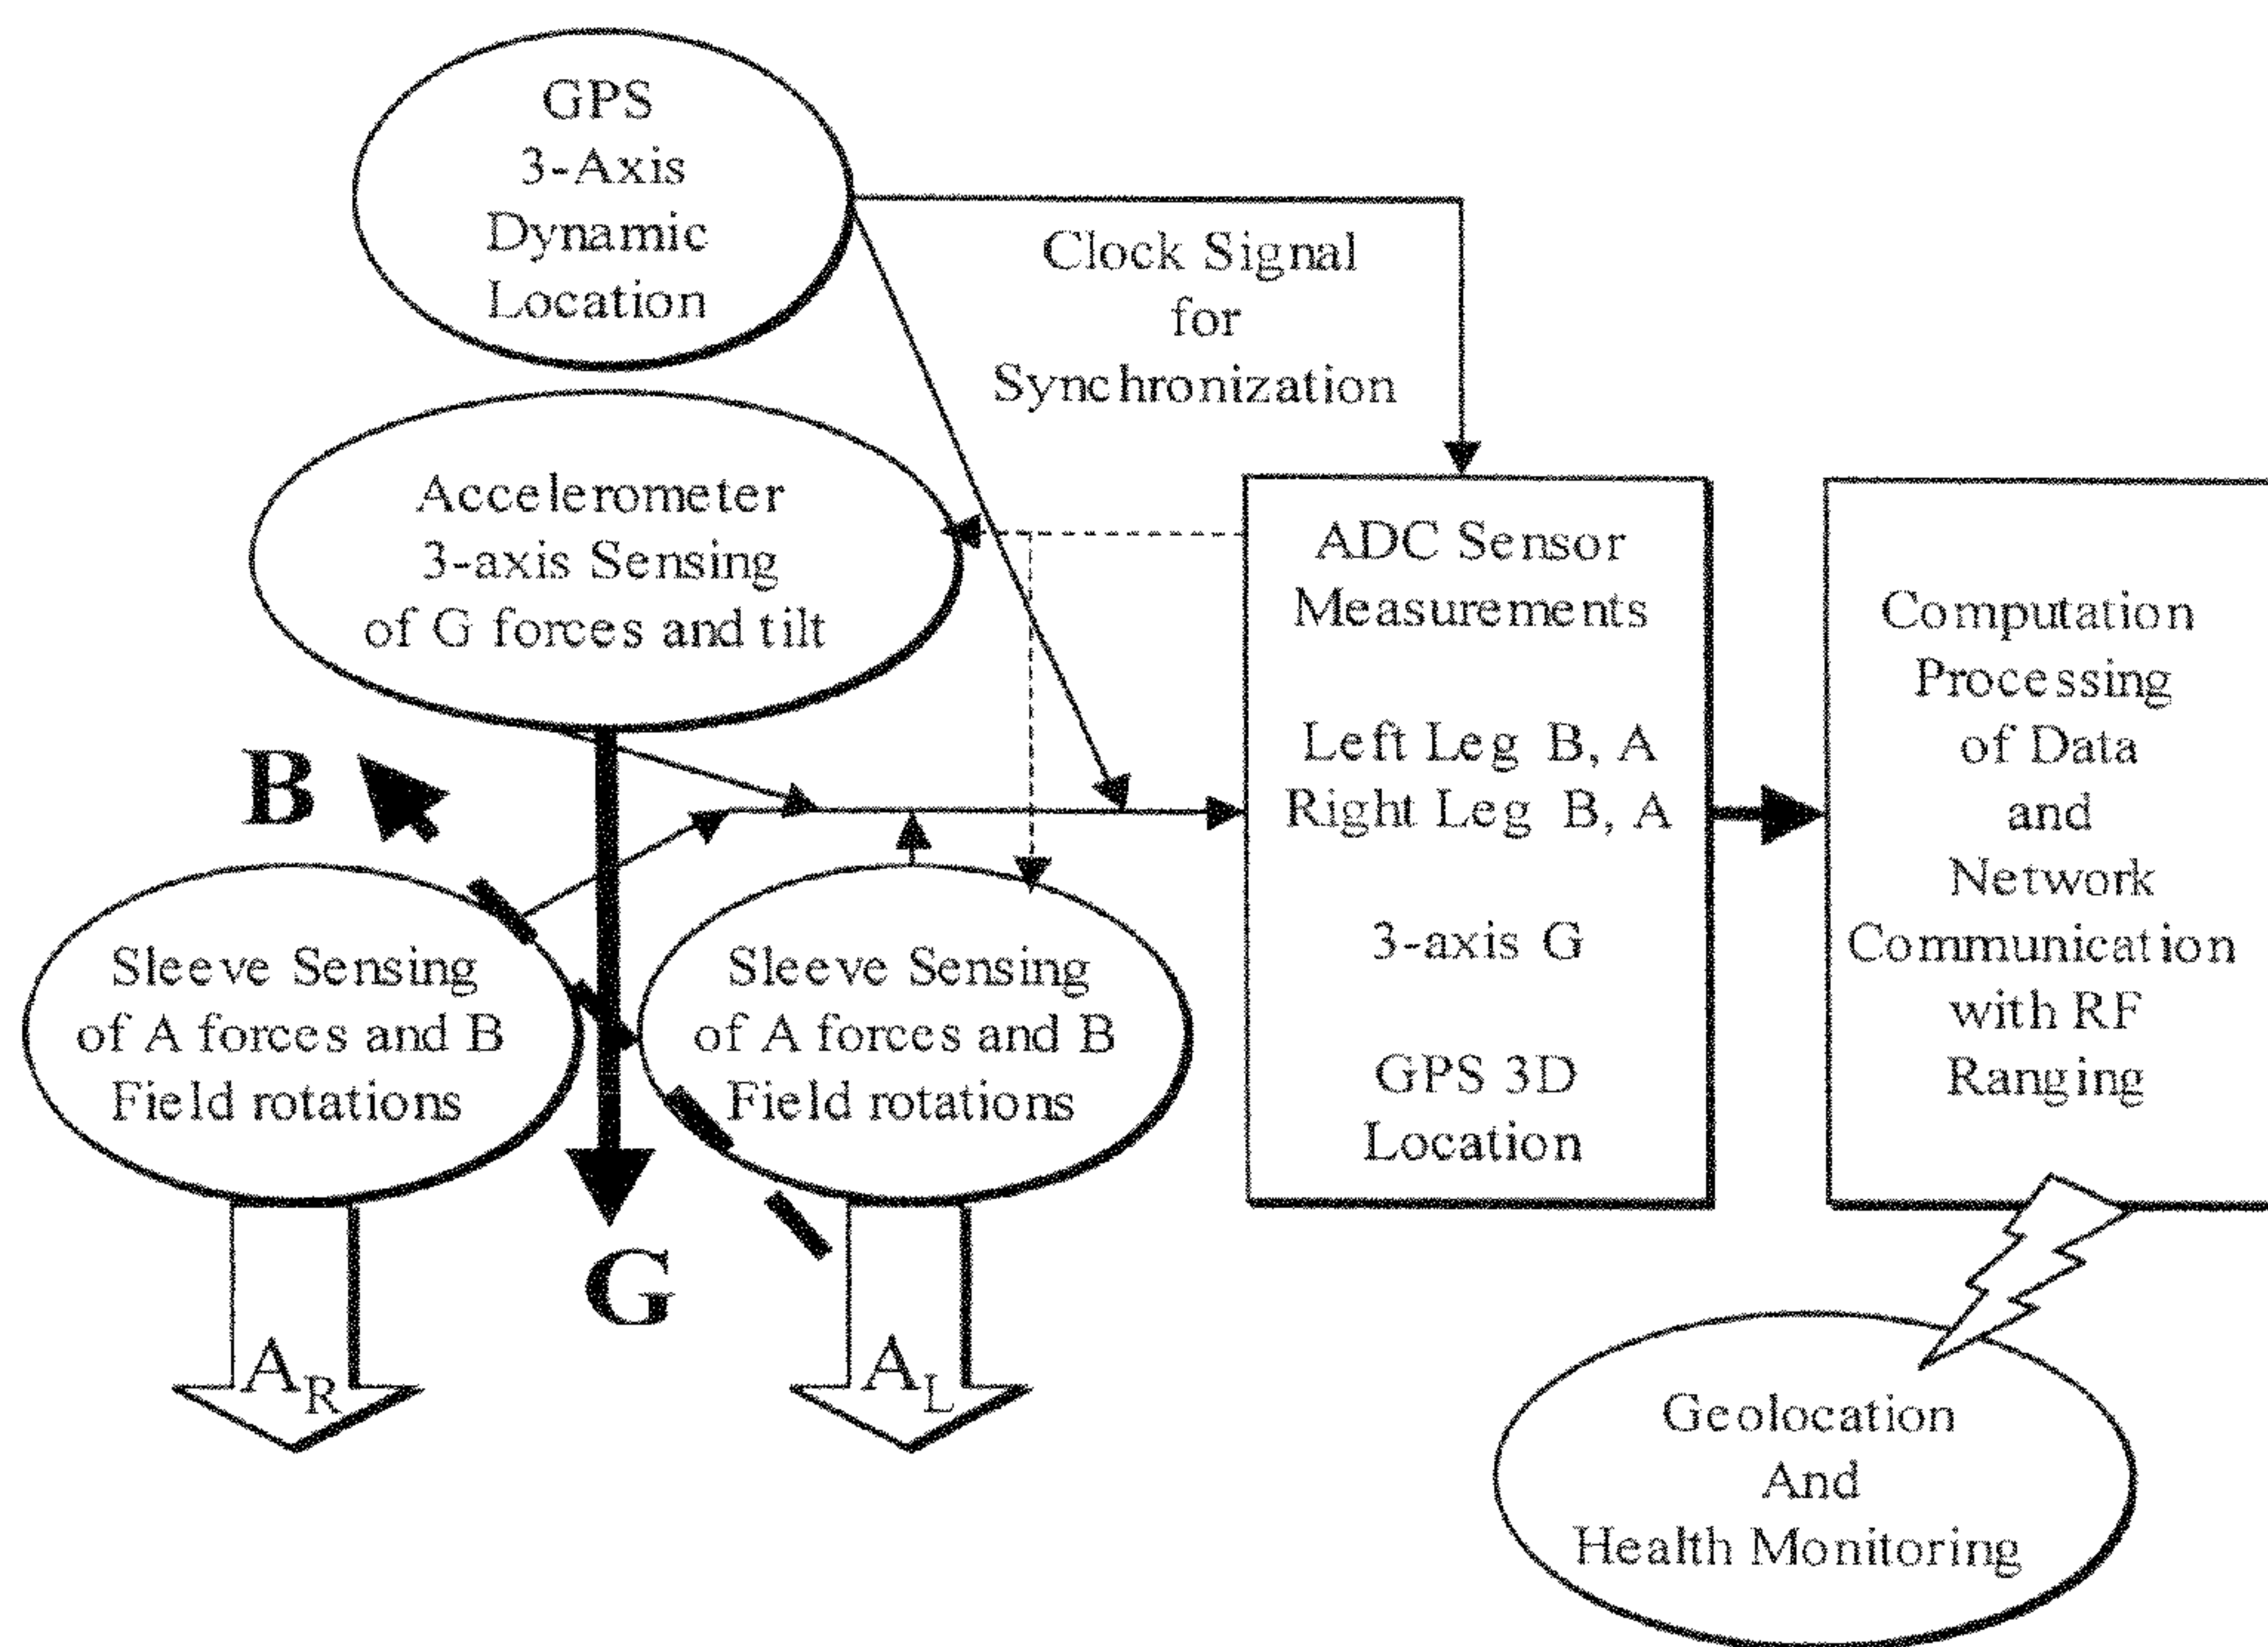 GPS
3-Axis
Dynamic
Location
Clock Signal
for
Synchronization
Accelerometer
3-axis Sensing
of G forces and tilt
B
Sleeve Sensing
of A forces and B
Field rotations
Sleeve Sensing
of A forces and B
Field rotations
G
A_R
A_L
ADC Sensor
Measurements
Left Leg B, A
Right Leg B, A
3-axis G
GPS 3D
Location
Computation
Processing
of Data
and
Network
Communication
with RF
Ranging
Geolocation
And
Health Monitoring